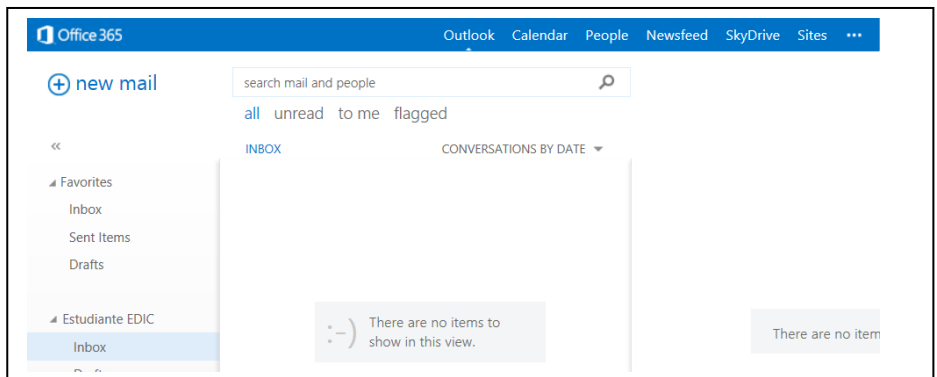 Office 365
Outlook Calendar People Newsfeed SkyDrive Sites •••
new mail
search mail and people
all unread to me flagged
INBOX CONVERSATIONS BY DATE
Favorites
Inbox
Sent Items
Drafts
Estudiante EDIC
Inbox
:-)
There are no items to
show in this view.
There are no item